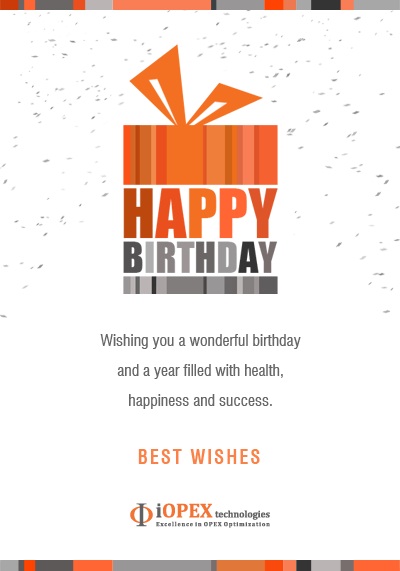 HAPPY
BIRTHDAY
Wishing you a wonderful birthday
and a year filled with health,
happiness and success.
BEST WISHES
iOPEX technologies
Excellence in OPEX Optimization